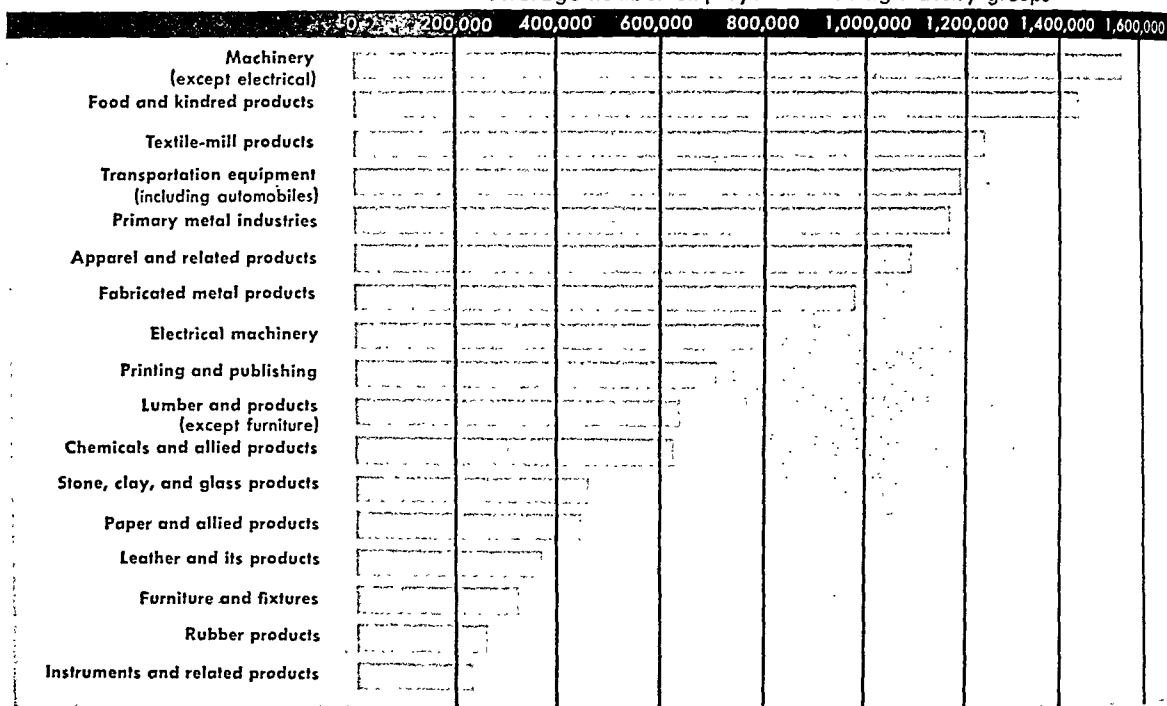 0 200,000 400,000 600,000 800,000 1,000,000 1,200,000 1,400,000 1,600,000
Machinery
(except electrical)
Food and kindred products
Textile-mill products
Transportation equipment
(including automobiles)
Primary metal industries
Apparel and related products
Fabricated metal products
Electrical machinery
Printing and publishing
Lumber and products
(except furniture)
Chemicals and allied products
Stone, clay, and glass products
Paper and allied products
Leather and its products
Furniture and fixtures
Rubber products
Instruments and related products